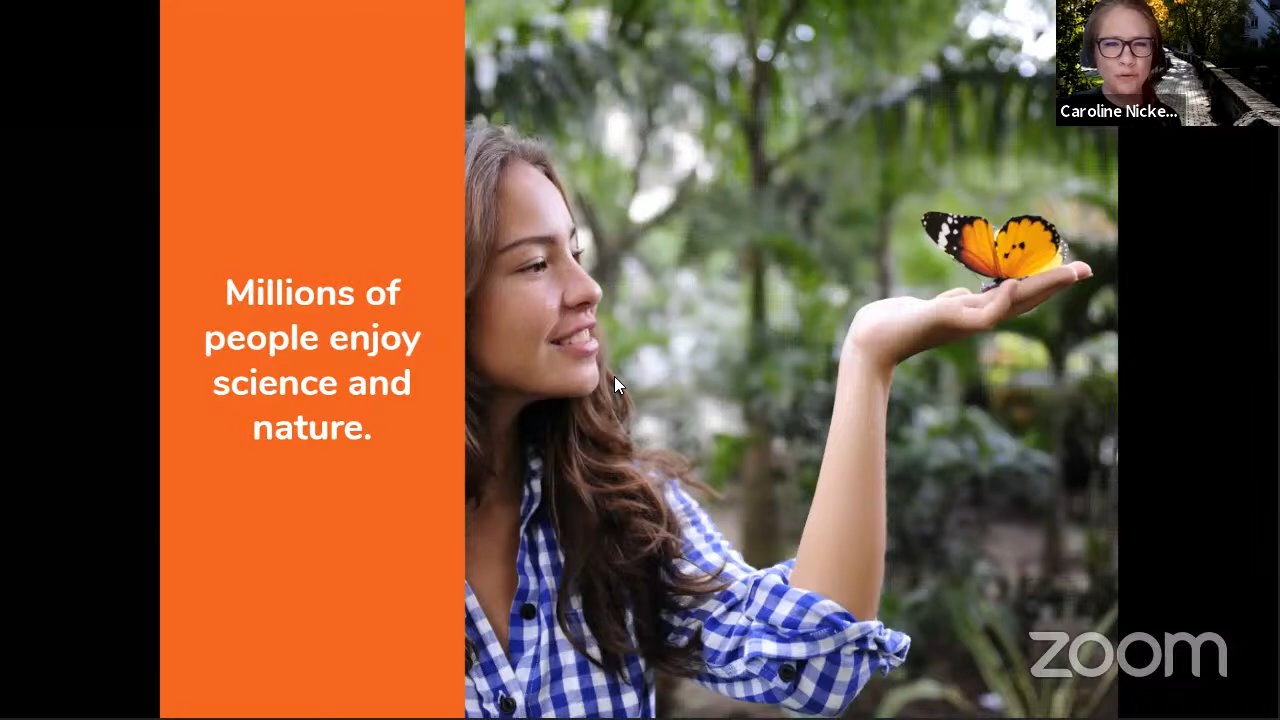 Millions of
people enjoy
science and
nature.
Caroline Nicke...
zoom